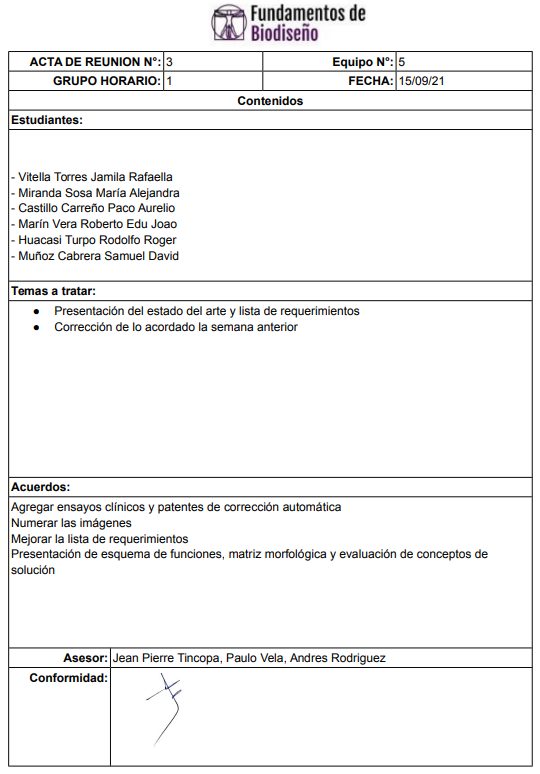 Fundamentos de
Biodiseño
ACTA DE REUNION N°: 3 Equipo N°: 5
GRUPO HORARIO: 1 FECHA: 15/09/21
Contenidos
Estudiantes:
- Vitella Torres Jamila Rafaella
- Miranda Sosa María Alejandra
- Castillo Carreño Paco Aurelio
- Marín Vera Roberto Edu Joao
- Huacasi Turpo Rodolfo Roger
- Muñoz Cabrera Samuel David
Temas a tratar:
● Presentación del estado del arte y lista de requerimientos
● Corrección de lo acordado la semana anterior
Acuerdos:
Agregar ensayos clínicos y patentes de corrección automática
Numerar las imágenes
Mejorar la lista de requerimientos
Presentación de esquema de funciones, matriz morfológica y evaluación de conceptos de
solución
Asesor: Jean Pierre Tincopa, Paulo Vela, Andres Rodriguez
Conformidad: